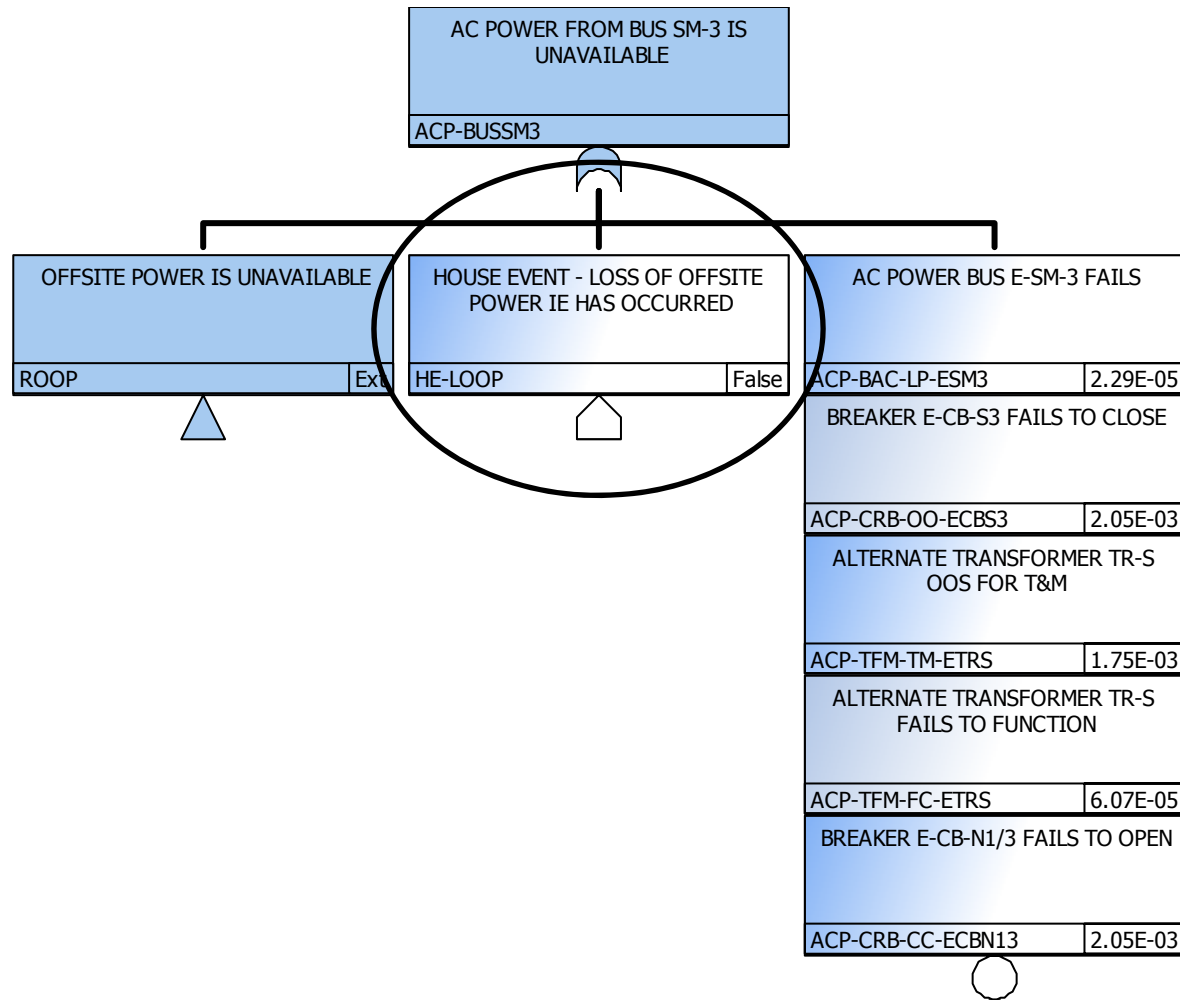 AC POWER FROM BUS SM-3 IS
UNAVAILABLE
ACP-BUSSM3
OFFSITE POWER IS UNAVAILABLE
ROOP
Ext
HOUSE EVENT - LOSS OF OFFSITE
POWER IE HAS OCCURRED
HE-LOOP
False
AC POWER BUS E-SM-3 FAILS
ACP-BAC-LP-ESM3
2.29E-05
BREAKER E-CB-S3 FAILS TO CLOSE
ACP-CRB-OO-ECBS3
2.05E-03
ALTERNATE TRANSFORMER TR-S
OOS FOR T&M
ACP-TFM-TM-ETRS
1.75E-03
ALTERNATE TRANSFORMER TR-S
FAILS TO FUNCTION
ACP-TFM-FC-ETRS
6.07E-05
BREAKER E-CB-N1/3 FAILS TO OPEN
ACP-CRB-CC-ECBN13
2.05E-03